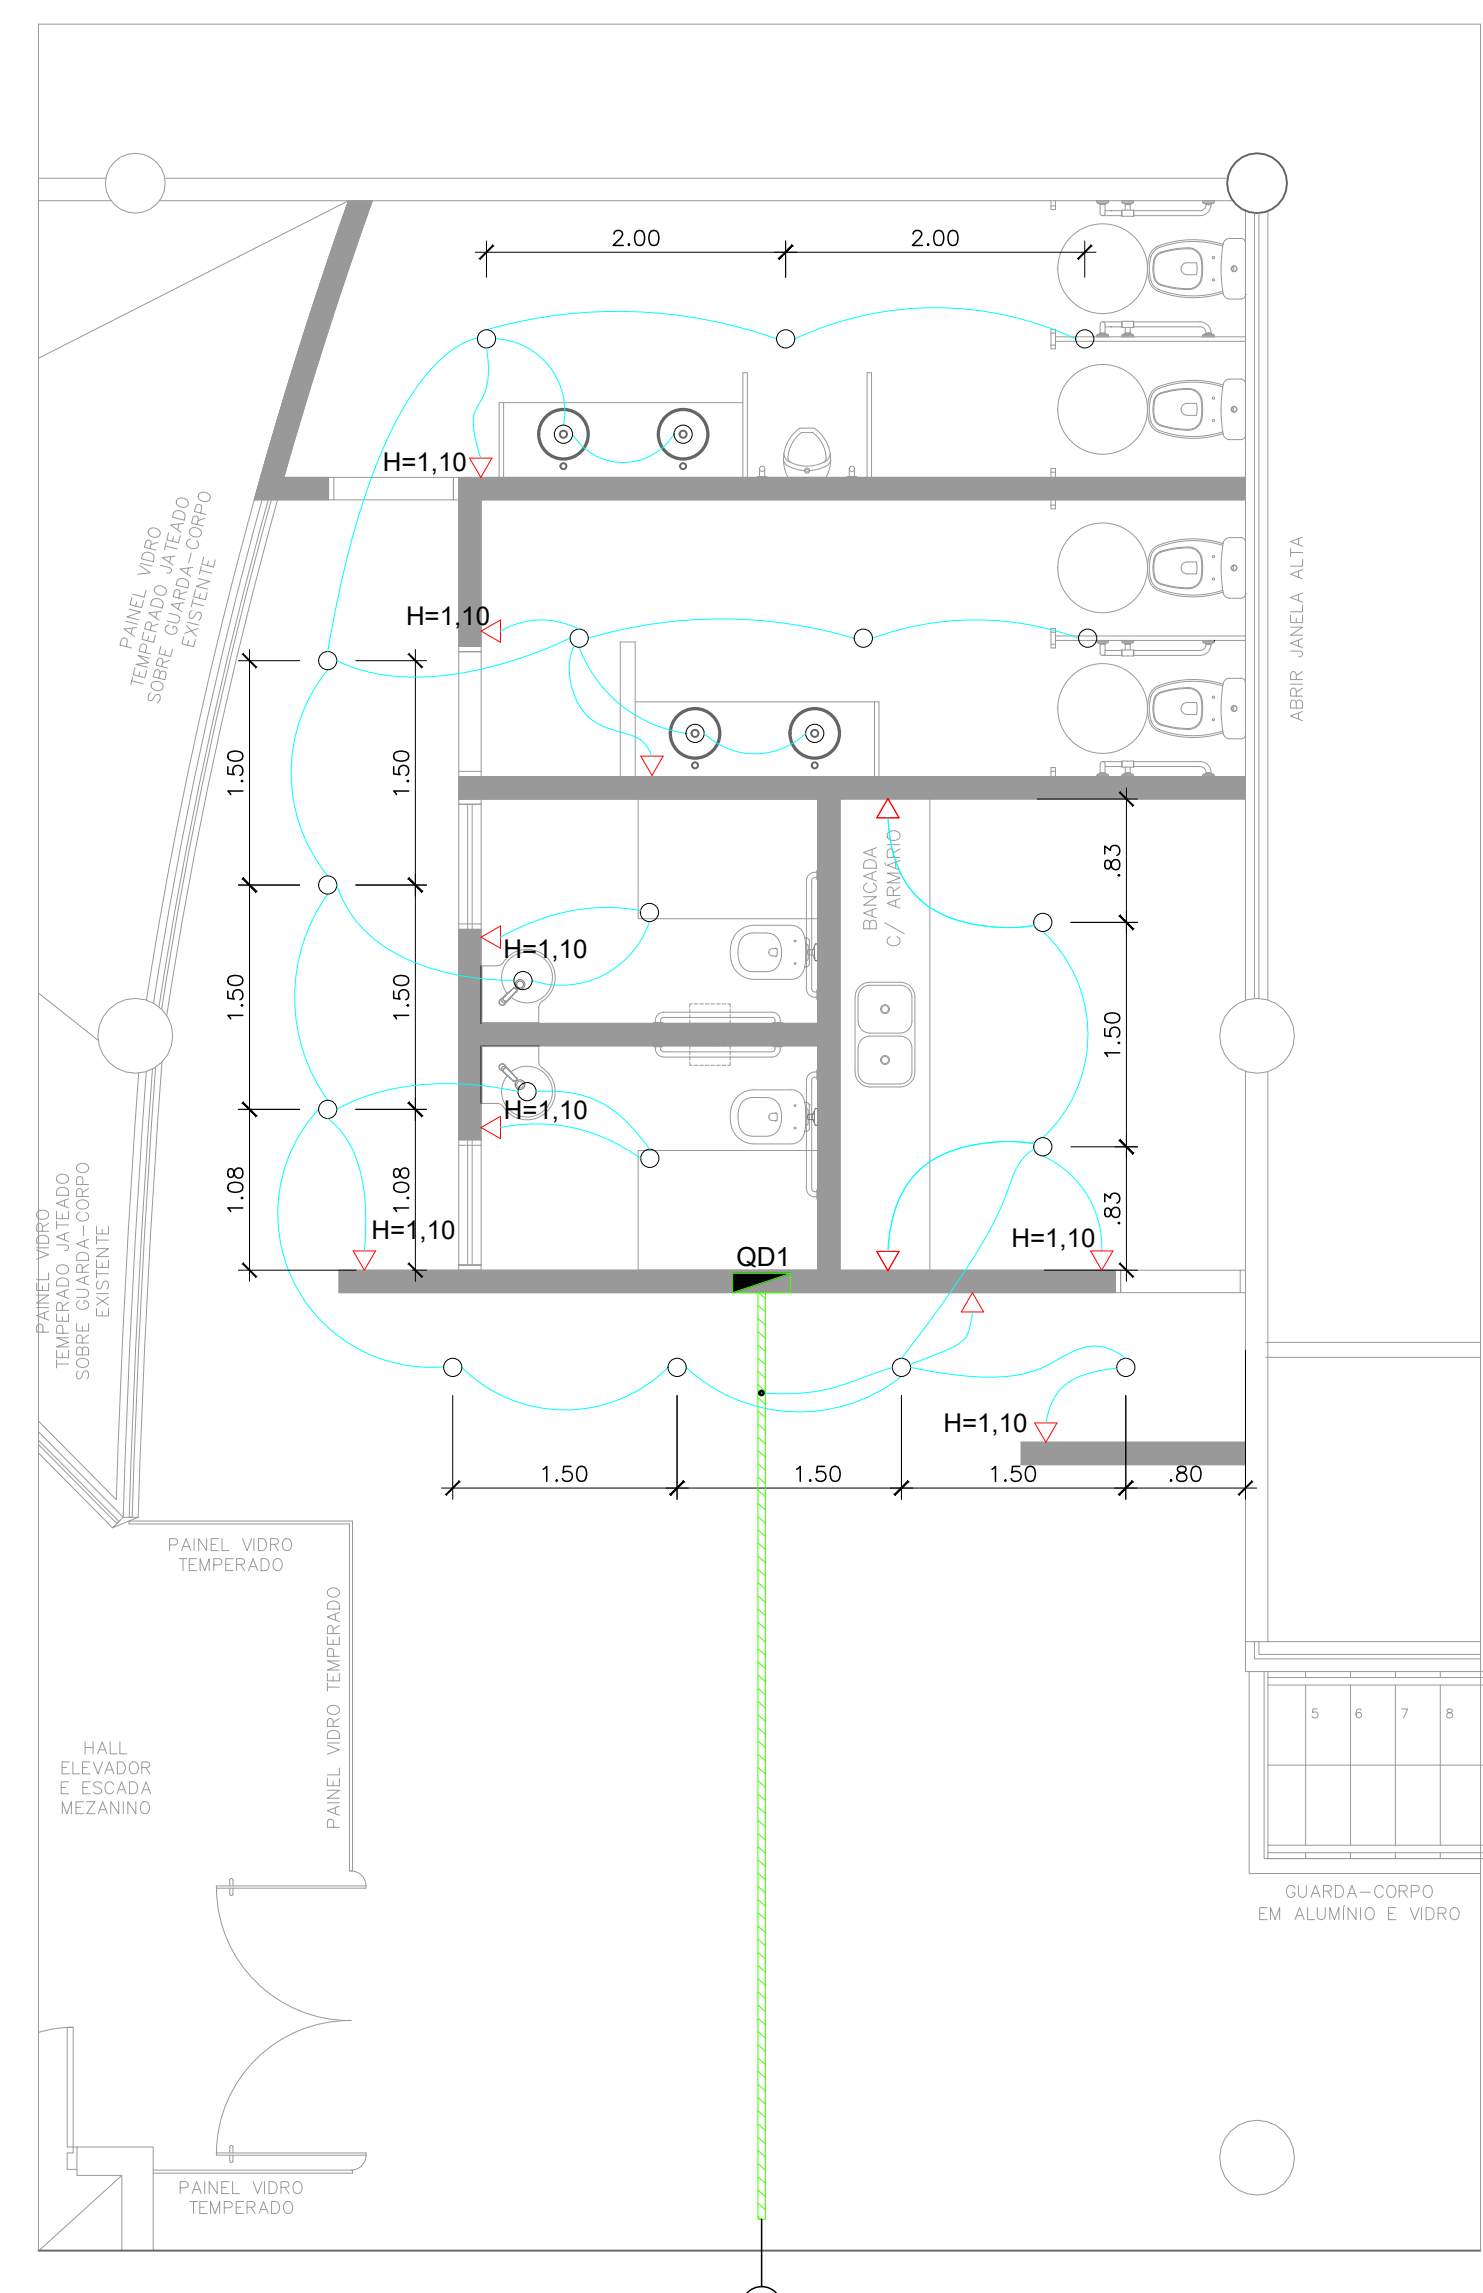 2.00
2.00
H=1,10
PAINEL VIDRO
TEMPERADO JATEADO
SOBRE GUARDA-CORPO
EXISTENTE
ABRIR JANELA ALTA
H=1,10
1.50
1.50
.83
BANCADA
C/ ARMÁRIO
H=1,10
1.50
1.50
1.50
H=1,10
1.08
1.08
.83
PAINEL VIDRO
TEMPERADO JATEADO
SOBRE GUARDA-CORPO
EXISTENTE
H=1,10
H=1,10
QD1
H=1,10
1.50
1.50
1.50
.80
PAINEL VIDRO
TEMPERADO
PAINEL VIDRO TEMPERADO
5
6
7
8
HALL
ELEVADOR
E ESCADA
MEZANINO
GUARDA-CORPO
EM ALUMÍNIO E VIDRO
PAINEL VIDRO
TEMPERADO